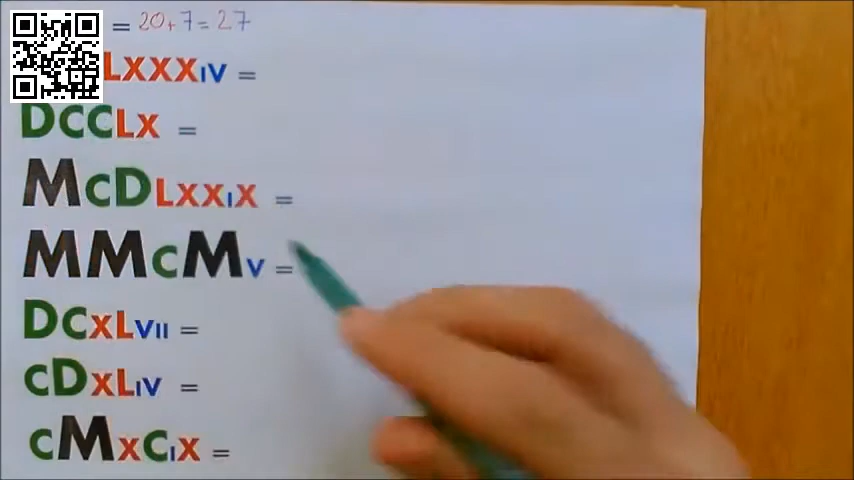 = 20+7=27
LXXXIV =
DCCLX =
MCDLXXIX =
MMCMV =
DCXLVII =
CDXLIV =
CMXCIX =